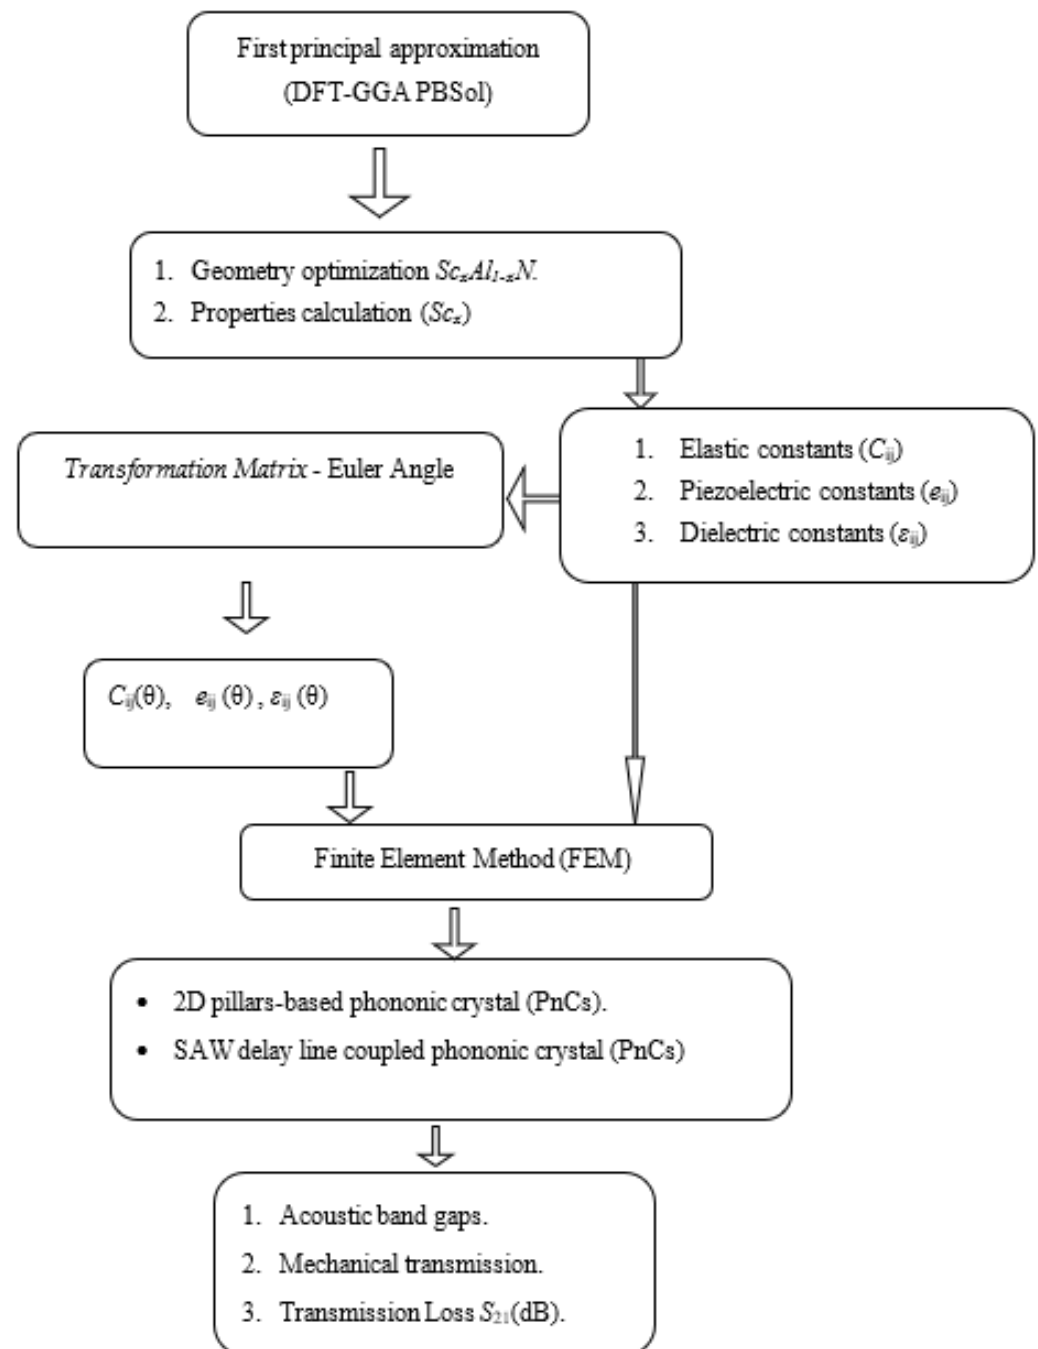 First principal approximation
(DFT-GGA PBSol)
1. Geometry optimization ScₓAl₁₋ₓN.
2. Properties calculation (Scₓ)
1. Elastic constants (Cij)
2. Piezoelectric constants (eij)
3. Dielectric constants (εij)
Transformation Matrix - Euler Angle
Cij(θ), eij (θ) , εij (θ)
Finite Element Method (FEM)
• 2D pillars-based phononic crystal (PnCs).
• SAW delay line coupled phononic crystal (PnCs)
1. Acoustic band gaps.
2. Mechanical transmission.
3. Transmission Loss S₂₁(dB).